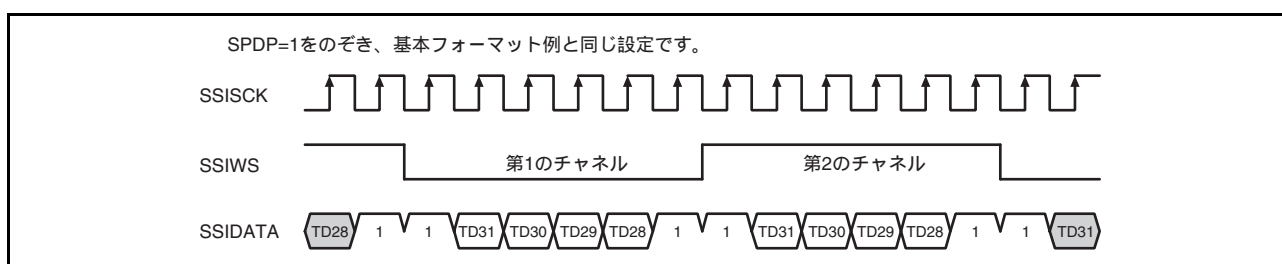 SPDP=1をのぞき、基本フォーマット例と同じ設定です。
SSISCK
SSIWS 第1のチャネル 第2のチャネル
SSIDATA TD28 1 1 TD31 TD30 TD29 TD28 1 1 TD31 TD30 TD29 TD28 1 1 TD31